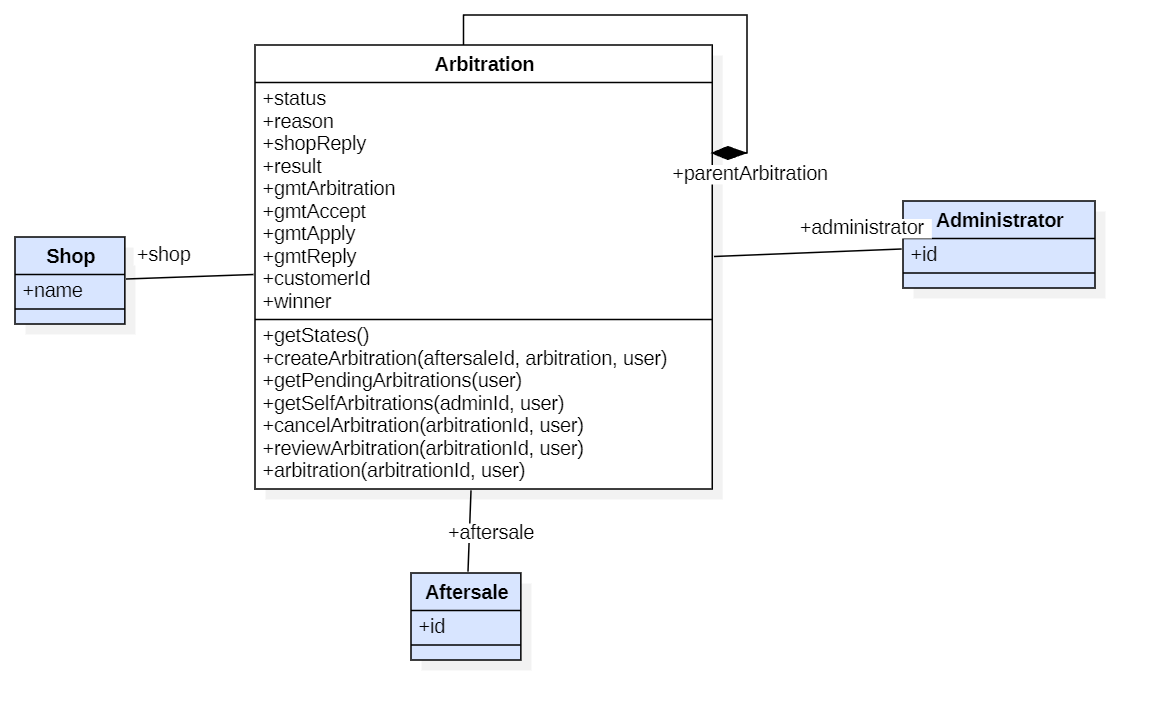 Arbitration
+status
+reason
+shopReply
+result
+gmtArbitration
+gmtAccept
+gmtApply
+gmtReply
+customerId
+winner
+getStates()
+createArbitration(aftersaleId, arbitration, user)
+getPendingArbitrations(user)
+getSelfArbitrations(adminId, user)
+cancelArbitration(arbitrationId, user)
+reviewArbitration(arbitrationId, user)
+arbitration(arbitrationId, user)
+parentArbitration
+administrator
Administrator
+id
Shop
+name
+shop
+aftersale
Aftersale
+id